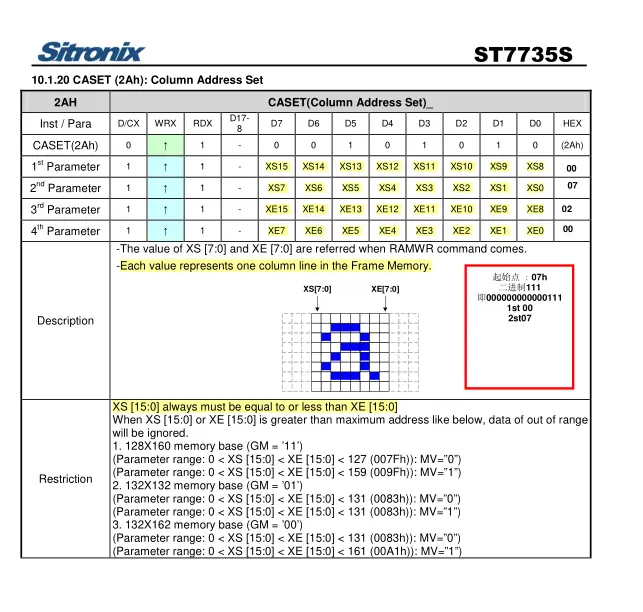 Sitronix ST7735S
10.1.20 CASET (2Ah): Column Address Set
2AH CASET(Column Address Set)_
Inst / Para D/CX WRX RDX D17-8 D7 D6 D5 D4 D3 D2 D1 D0 HEX
CASET(2Ah) 0 ↑ 1 - 0 0 1 0 1 0 1 0 (2Ah)
1st Parameter 1 ↑ 1 - XS15 XS14 XS13 XS12 XS11 XS10 XS9 XS8 00
2nd Parameter 1 ↑ 1 - XS7 XS6 XS5 XS4 XS3 XS2 XS1 XS0 07
3rd Parameter 1 ↑ 1 - XE15 XE14 XE13 XE12 XE11 XE10 XE9 XE8 02
4th Parameter 1 ↑ 1 - XE7 XE6 XE5 XE4 XE3 XE2 XE1 XE0 00
Description
-The value of XS [7:0] and XE [7:0] are referred when RAMWR command comes.
-Each value represents one column line in the Frame Memory.
XS[7:0] XE[7:0]
起始点 : 07h
二进制111
即000000000000111
1st 00
2st07
Restriction
XS [15:0] always must be equal to or less than XE [15:0]
When XS [15:0] or XE [15:0] is greater than maximum address like below, data of out of range
will be ignored.
1. 128X160 memory base (GM = '11')
(Parameter range: 0 < XS [15:0] < XE [15:0] < 127 (007Fh)): MV="0")
(Parameter range: 0 < XS [15:0] < XE [15:0] < 159 (009Fh)): MV="1")
2. 132X132 memory base (GM = '01')
(Parameter range: 0 < XS [15:0] < XE [15:0] < 131 (0083h)): MV="0")
(Parameter range: 0 < XS [15:0] < XE [15:0] < 131 (0083h)): MV="1")
3. 132X162 memory base (GM = '00')
(Parameter range: 0 < XS [15:0] < XE [15:0] < 131 (0083h)): MV="0")
(Parameter range: 0 < XS [15:0] < XE [15:0] < 161 (00A1h)): MV="1")